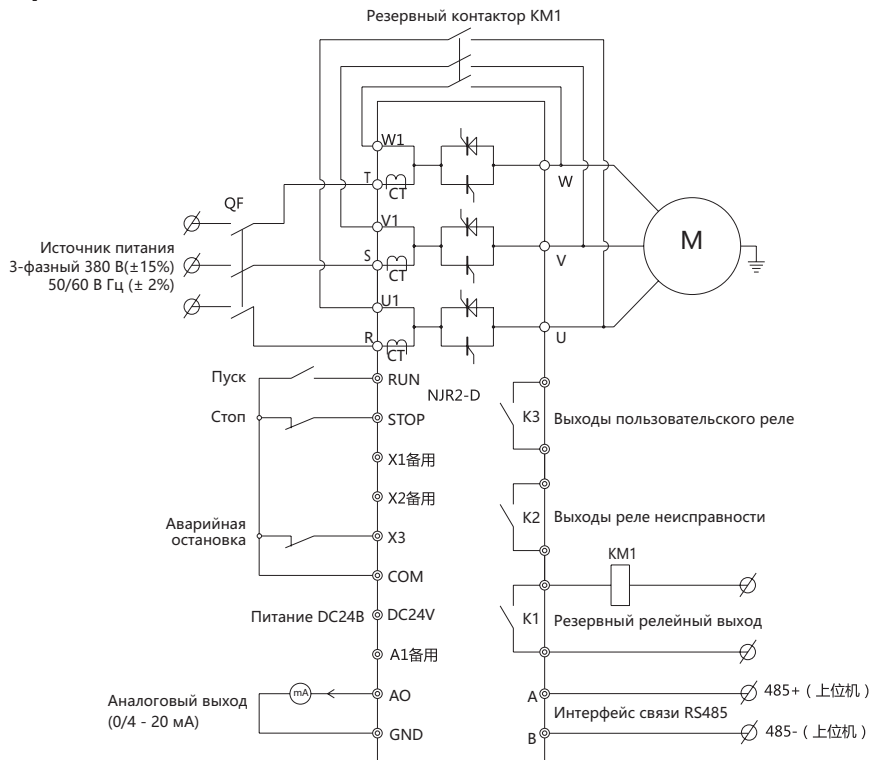 Резервный контактор КМ1
W1
T
CT
W
QF
V1
Источник питания
3-фазный 380 В(±15%)
50/60 В Гц (± 2%)
S
CT
V
M
U1
R
CT
U
Пуск
RUN
NJR2-D
Стоп
STOP
K3
Выходы пользовательского реле
X1备用
X2备用
K2
Выходы реле неисправности
Аварийная
остановка
X3
KM1
COM
Питание DC24В
DC24V
K1
Резервный релейный выход
A1备用
Аналоговый выход
(0/4 - 20 мА)
mA
AO
A
485+ ( 上位机 )
Интерфейс связи RS485
GND
B
485- ( 上位机 )